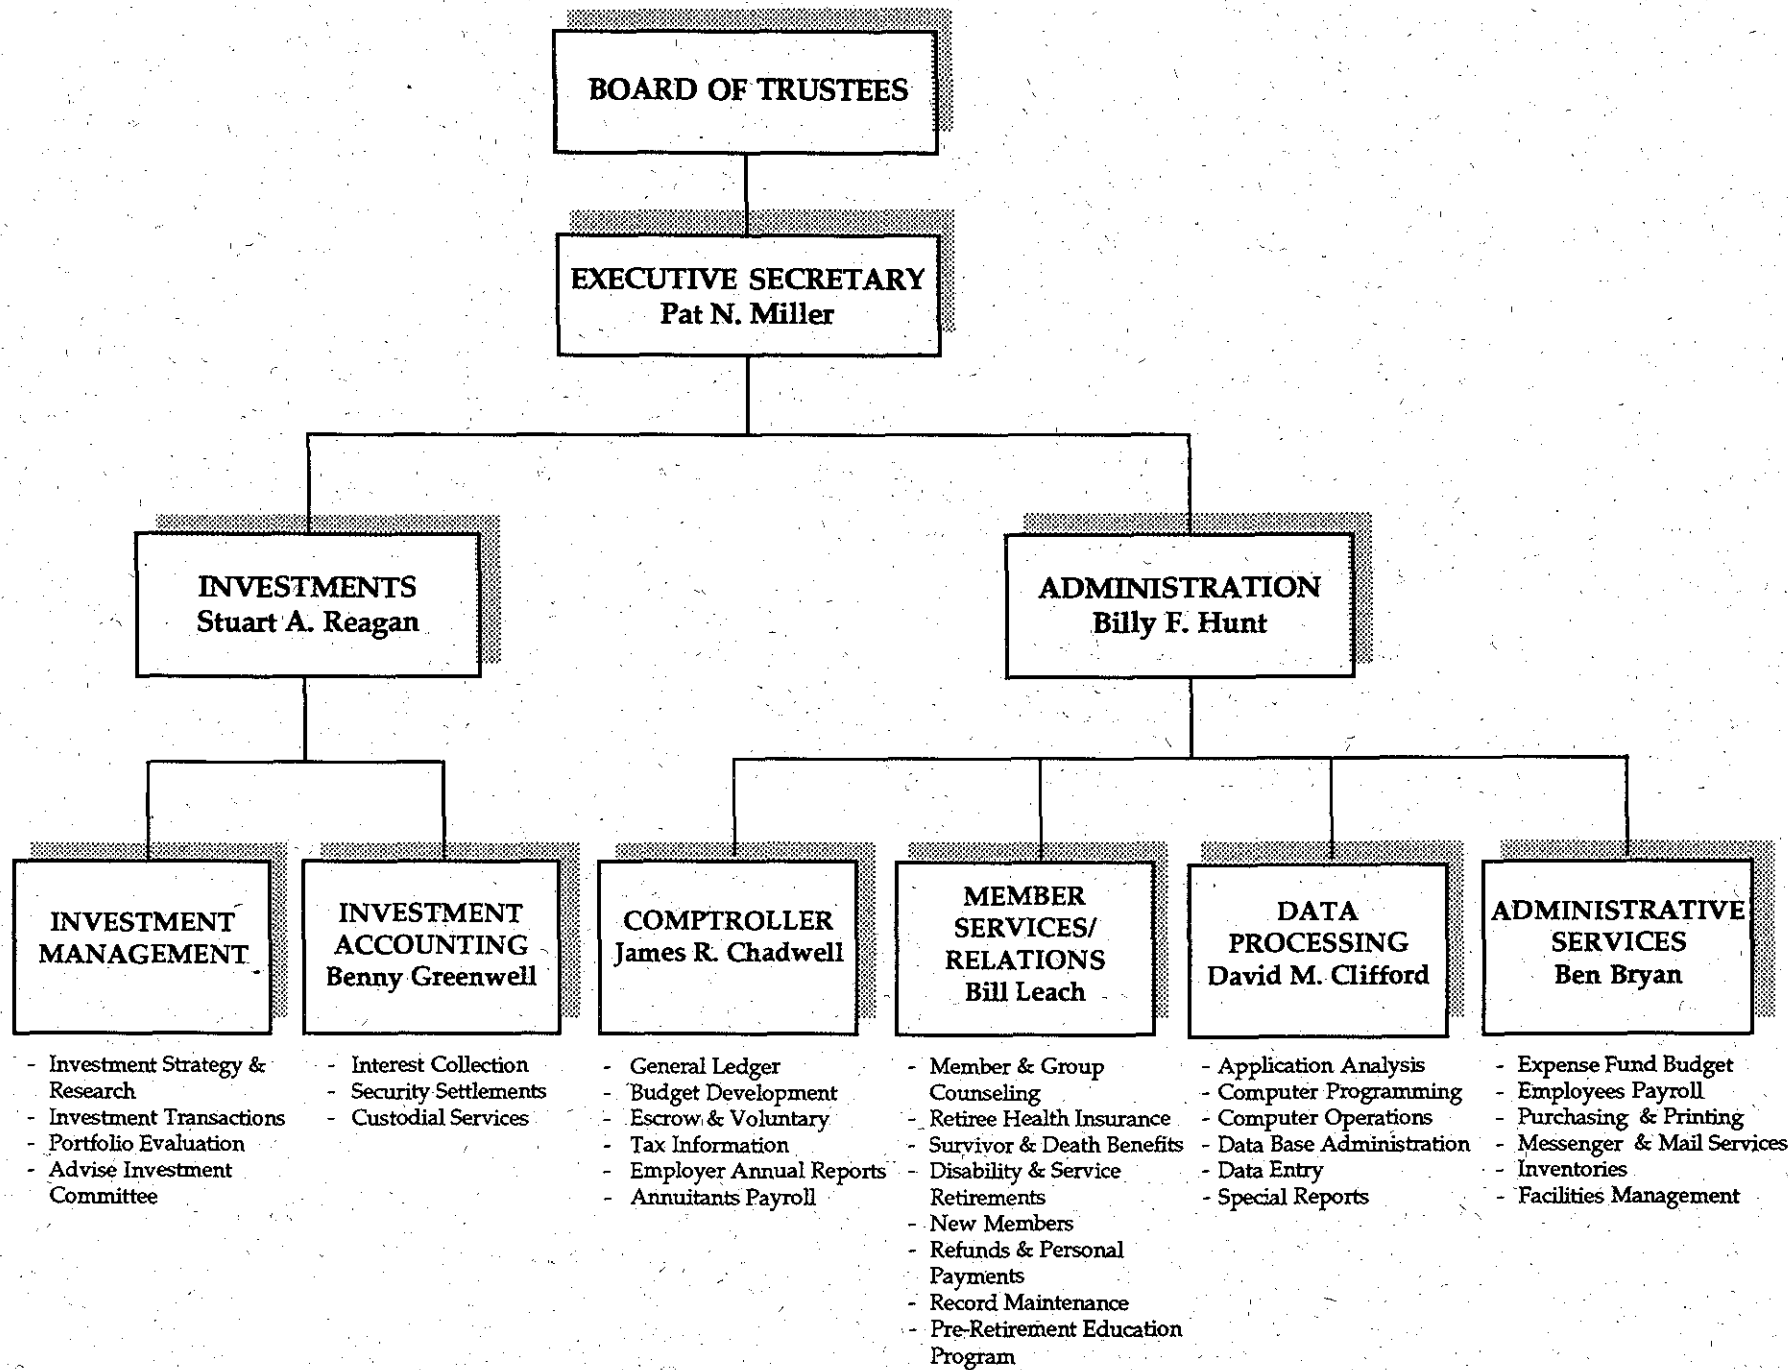 BOARD OF TRUSTEES
EXECUTIVE SECRETARY
Pat N. Miller
INVESTMENTS
Stuart A. Reagan
ADMINISTRATION
Billy F. Hunt
INVESTMENT
MANAGEMENT
- Investment Strategy &
Research
- Investment Transactions
- Portfolio Evaluation
- Advise Investment
Committee
INVESTMENT
ACCOUNTING
Benny Greenwell
- Interest Collection
- Security Settlements
- Custodial Services
COMPTROLLER
James R. Chadwell
- General Ledger
- Budget Development
- Escrow & Voluntary
- Tax Information
- Employer Annual Reports
- Annuitants Payroll
MEMBER
SERVICES/
RELATIONS
Bill Leach
- Member & Group
Counseling
- Retiree Health Insurance
- Survivor & Death Benefits
- Disability & Service
Retirements
- New Members
- Refunds & Personal
Payments
- Record Maintenance
- Pre-Retirement Education
Program
DATA
PROCESSING
David M. Clifford
- Application Analysis
- Computer Programming
- Computer Operations
- Data Base Administration
- Data Entry
- Special Reports
ADMINISTRATIVE
SERVICES
Ben Bryan
- Expense Fund Budget
- Employees Payroll
- Purchasing & Printing
- Messenger & Mail Services
- Inventories
- Facilities Management